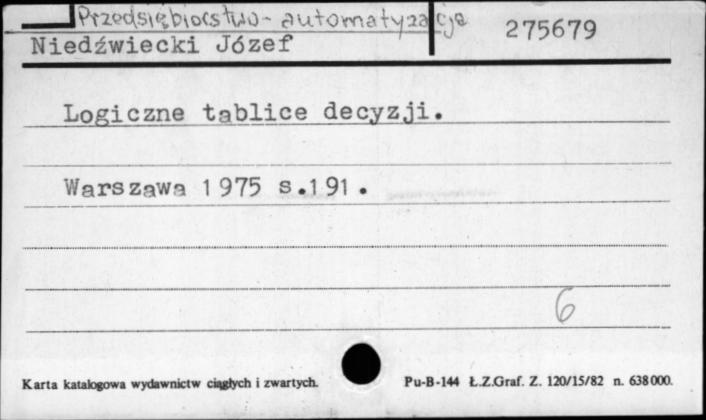 Przedsiębiorstwo - automatyzacja
275679
Niedźwiecki Józef
Logiczne tablice decyzji.
Warszawa 1975 s.191.
6
Karta katalogowa wydawnictw ciągłych i zwartych.
Pu-B-144 Ł.Z.Graf. Z. 120/15/82 n. 638000.